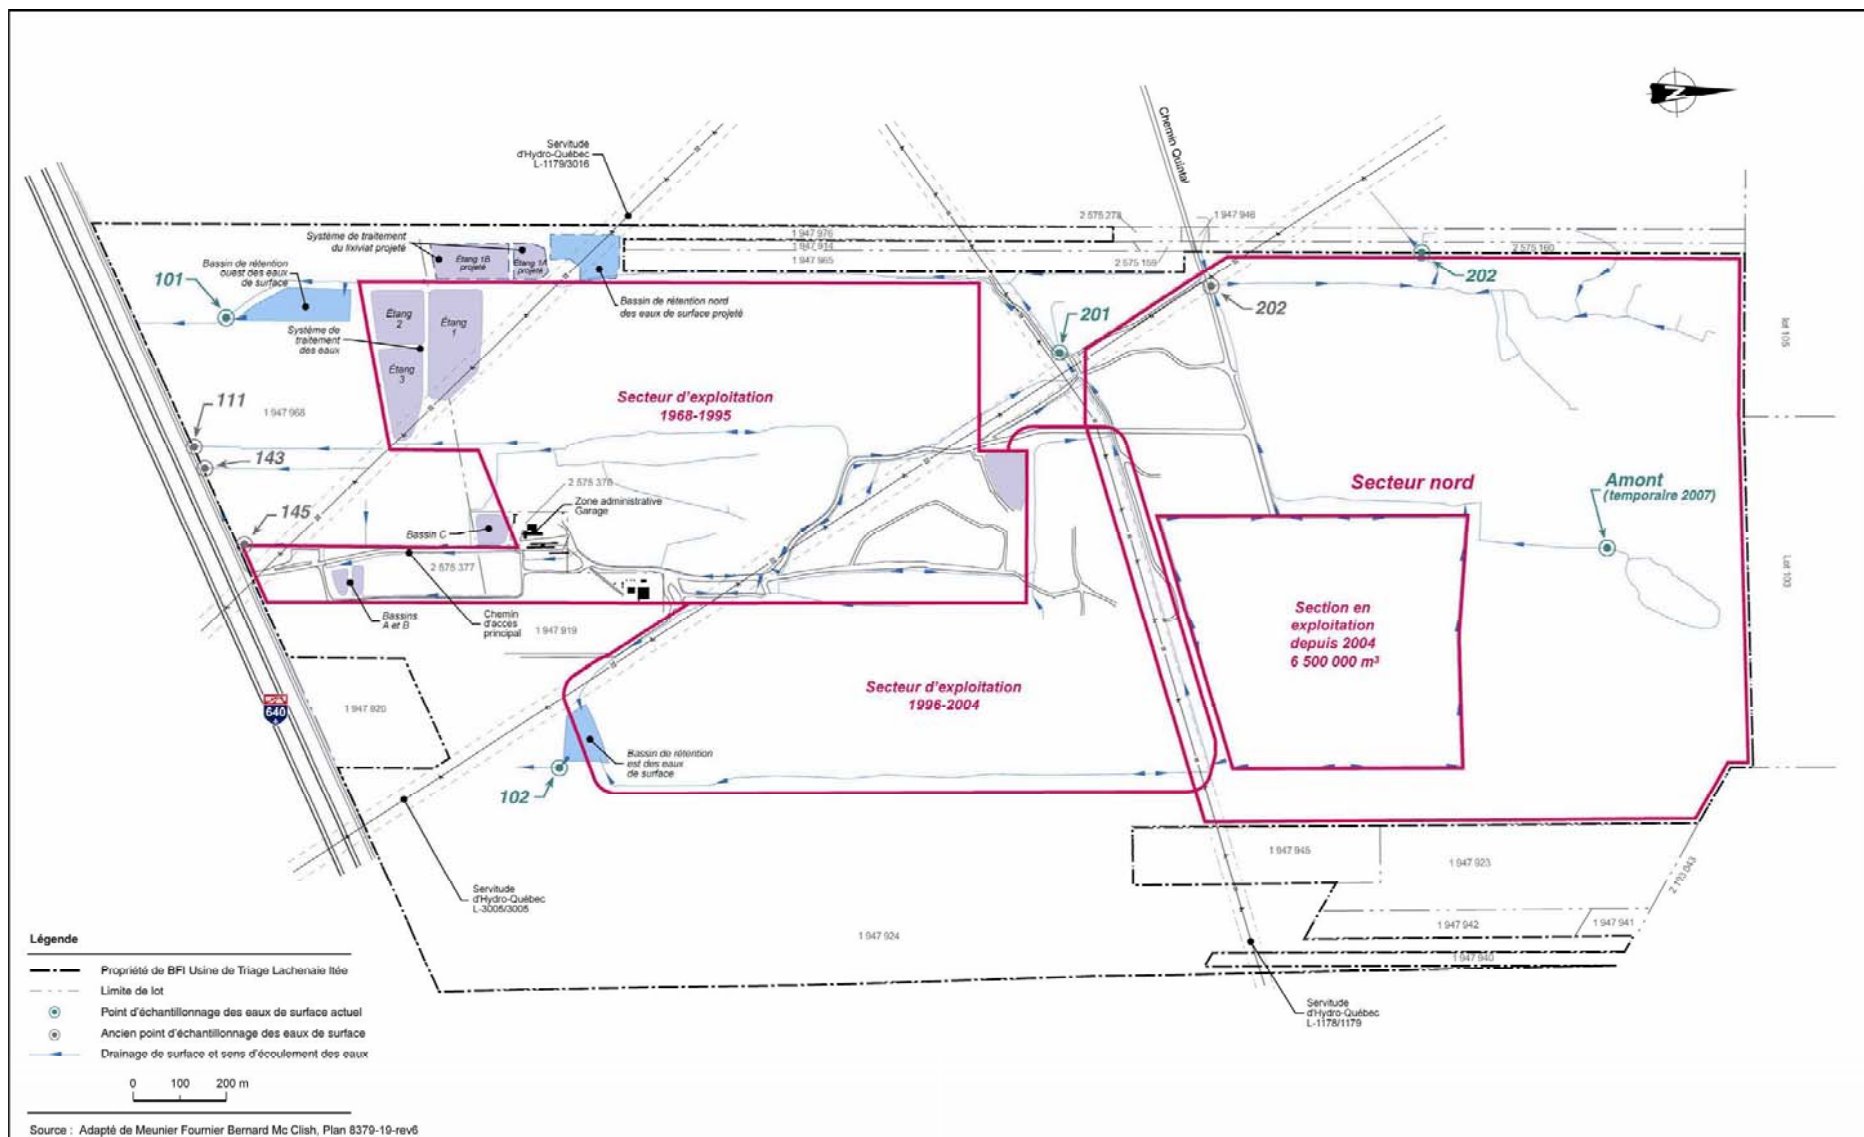 Servitude
d'Hydro-Québec
L-1179/3016
Chemin Quintal
Z
2 575 273
1 947 946
1 947 976
1 947 914
1 947 965
2 575 159
2 575 160
Système de traitement
du lixiviat projeté
Étang 1B
projeté
Étang 1A
projeté
Bassin de rétention
ouest des eaux
de surface
101
Bassin de rétention nord
des eaux de surface projeté
202
202
201
Système de
traitement
des eaux
Étang
2
Étang
1
Étang
3
lot 105
Secteur d'exploitation
1968-1995
111
1 947 968
143
145
2 575 376
Zone administrative
Garage
Bassin C
Secteur nord
Amont
(temporaire 2007)
2 575 377
Lot 103
Bassins
A et B
Chemin
d'accès
principal
1 947 919
Section en
exploitation
depuis 2004
6 500 000 m³
Secteur d'exploitation
1996-2004
640
1 947 920
Bassin de rétention
est des eaux
de surface
102
Servitude
d'Hydro-Québec
L-3005/3005
1 947 945
1 947 923
2 193 043
1 947 942
1 947 941
1 947 924
1 947 940
Servitude
d'Hydro-Québec
L-1178/1179
Légende
Propriété de BFI Usine de Triage Lachenaie ltée
Limite de lot
Point d'échantillonnage des eaux de surface actuel
Ancien point d'échantillonnage des eaux de surface
Drainage de surface et sens d'écoulement des eaux
0 100 200 m
Source : Adapté de Meunier Fournier Bernard Mc Clish, Plan 8379-19-rev6